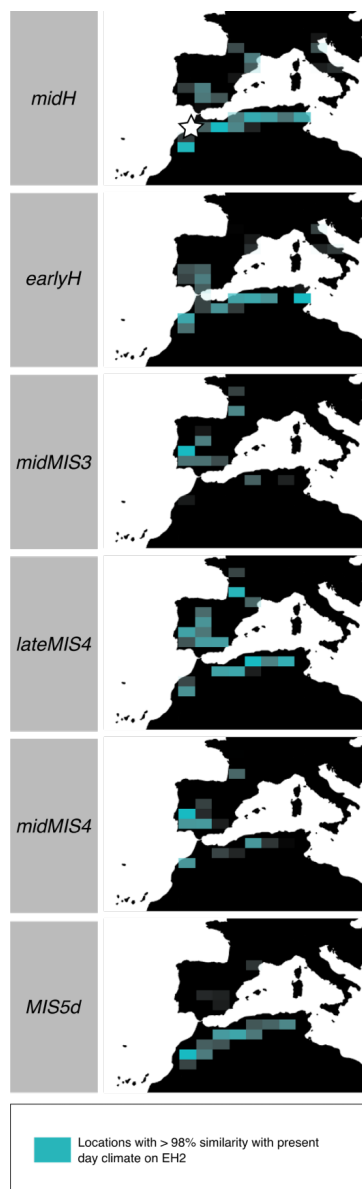 midH
earlyH
midMIS3
lateMIS4
midMIS4
MIS5d
Locations with > 98% similarity with present
day climate on EH2